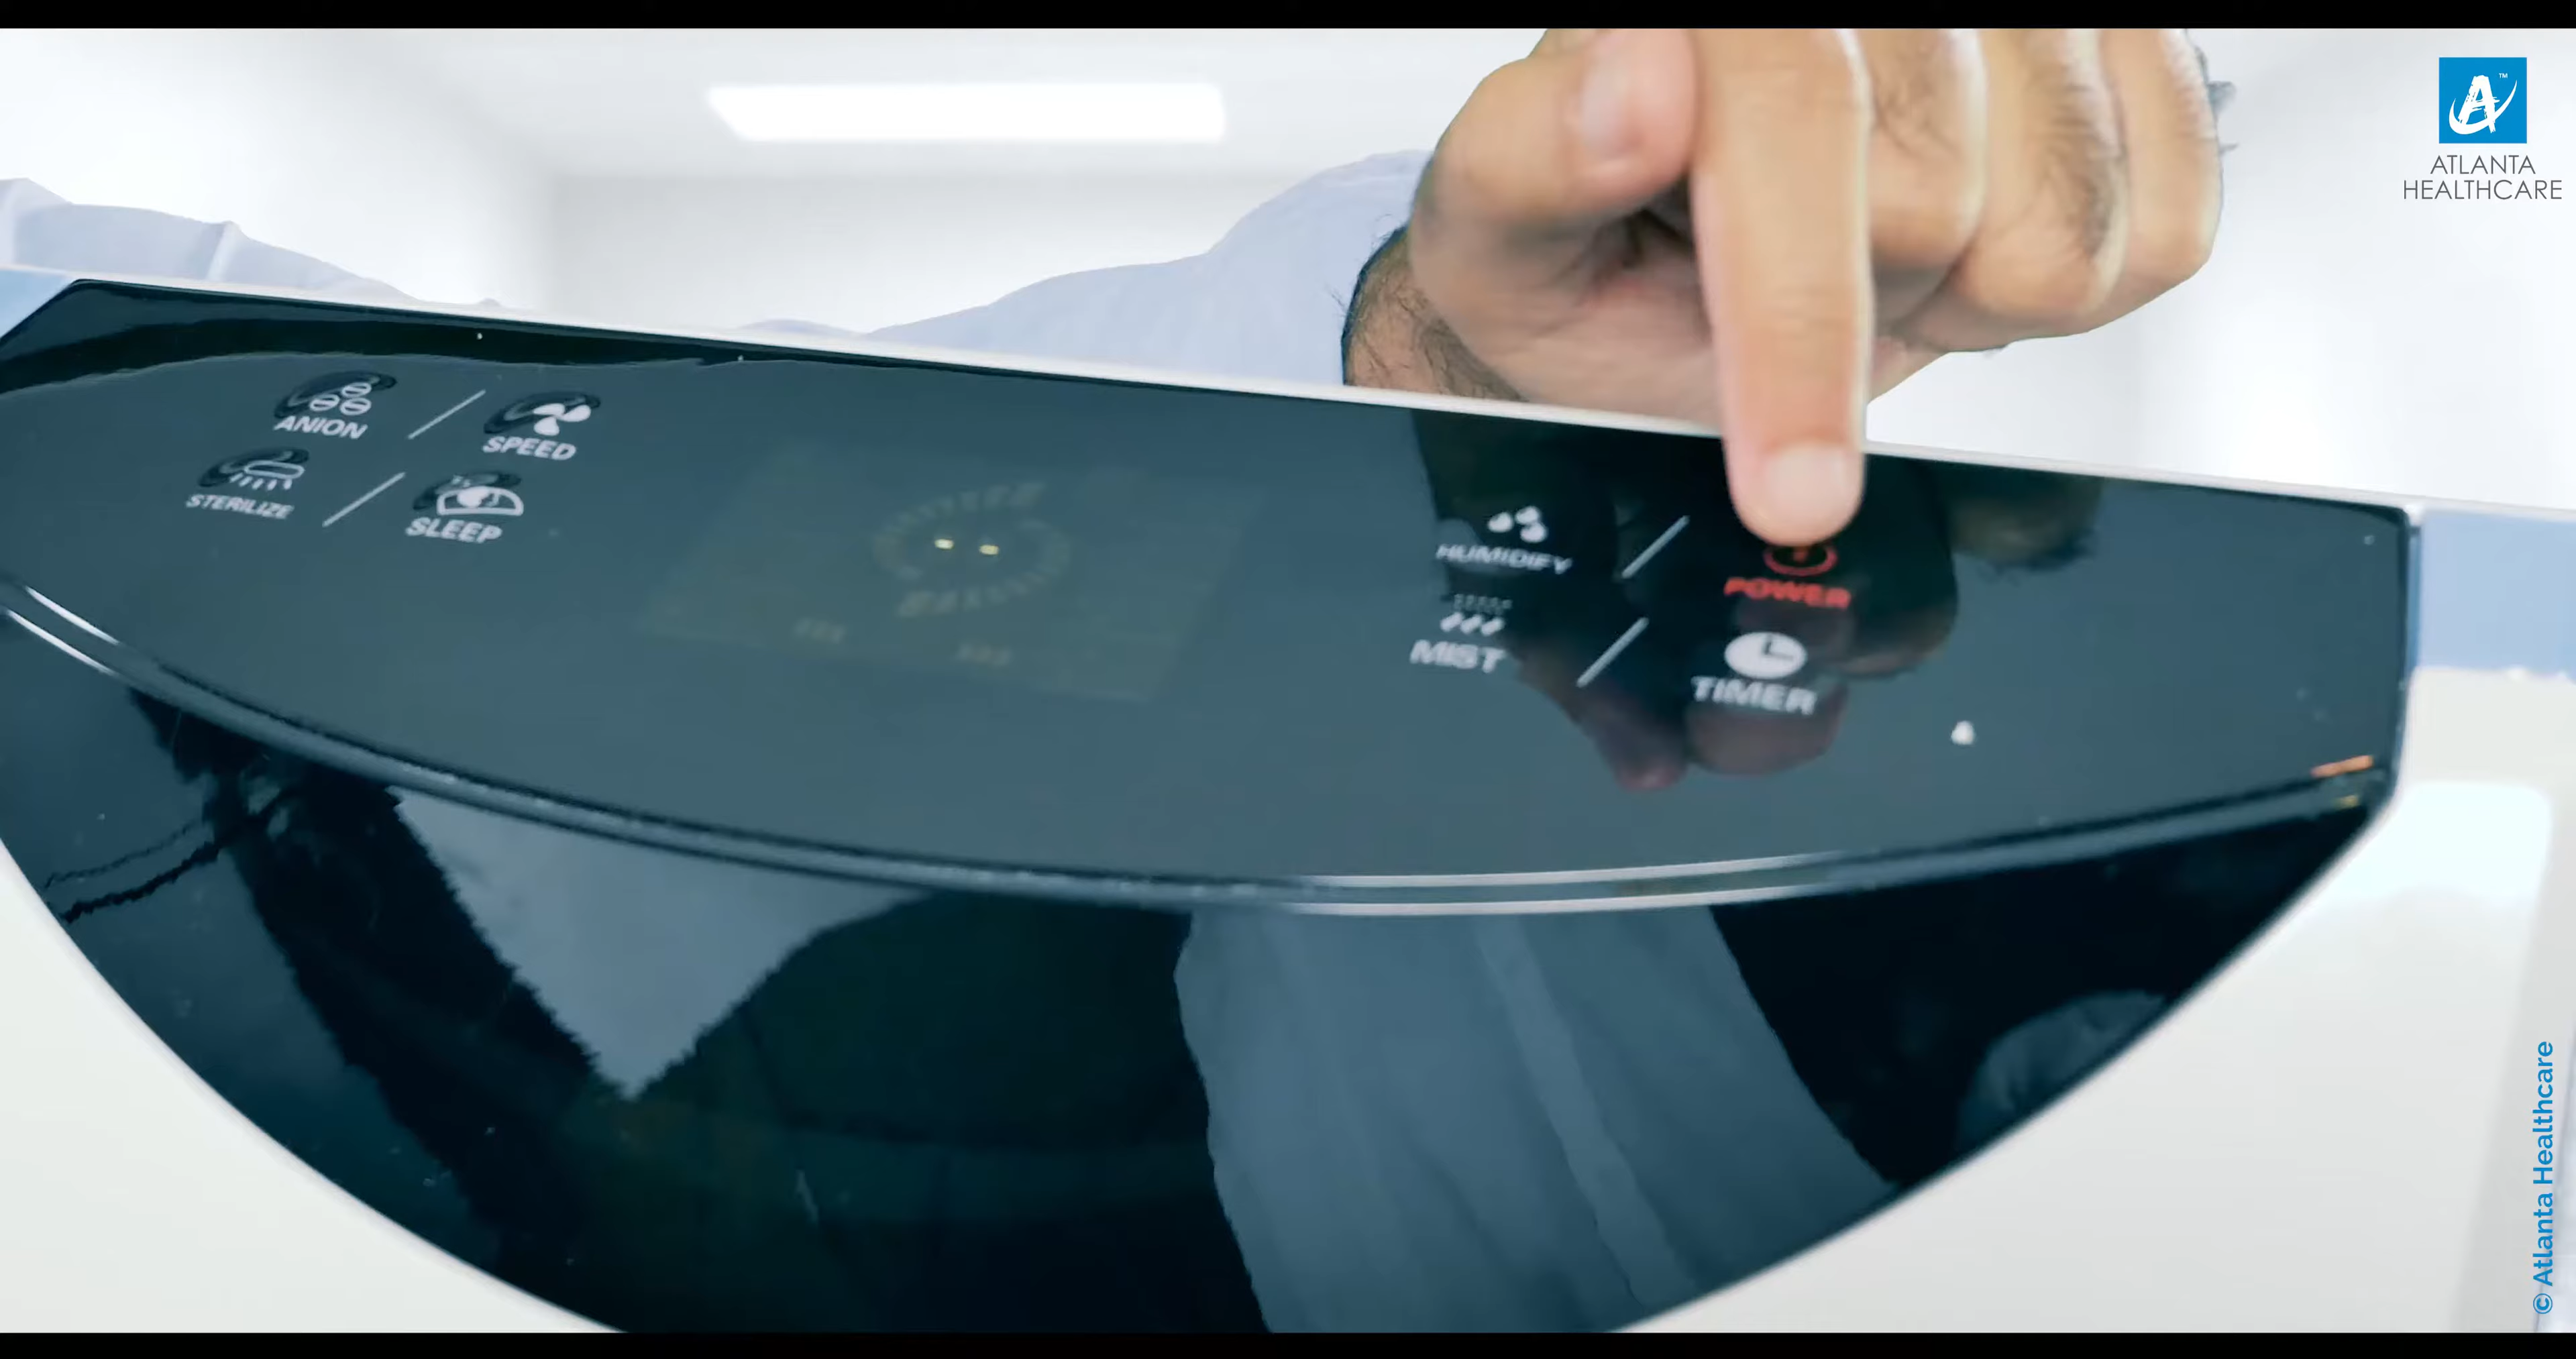 ATLANTA
HEALTHCARE
ANION
SPEED
STERILIZE
SLEEP
HUMIDIFY
POWER
MIST
TIMER
© Atlanta Healthcare